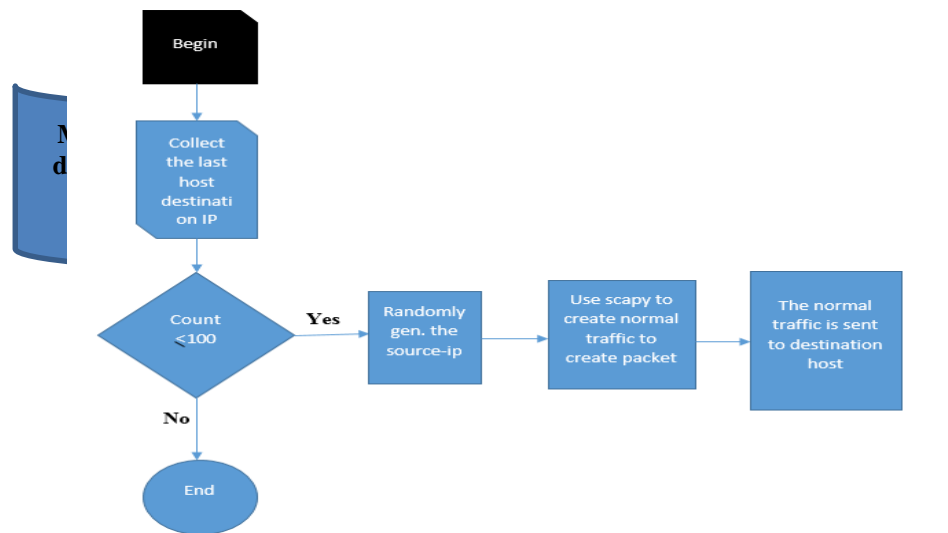 Begin
Collect
the last
host
destinati
on IP
Count
<100
Yes
Randomly
gen. the
source-ip
Use scapy to
create normal
traffic to
create packet
The normal
traffic is sent
to destination
host
No
End